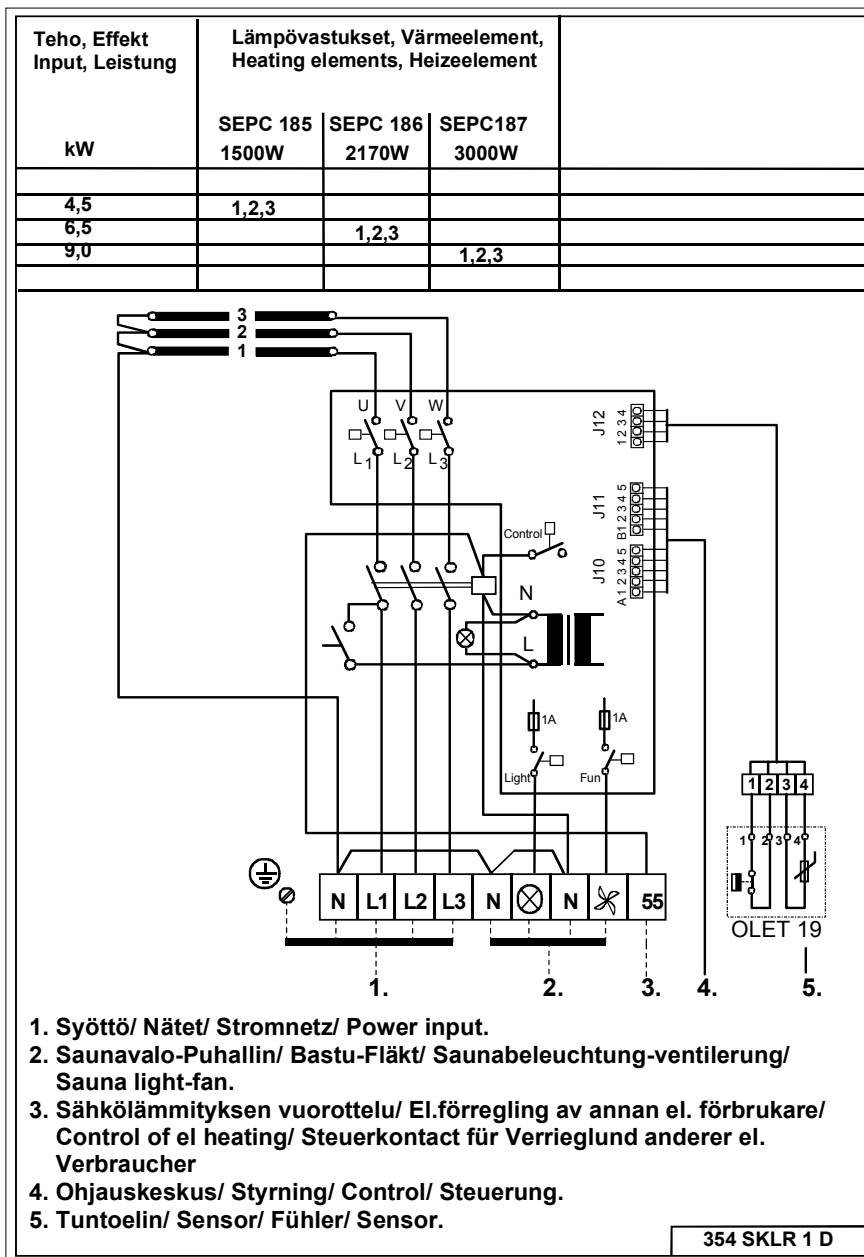 Teho, Effekt
Input, Leistung
Lämpövastukset, Värmeelement,
Heating elements, Heizeelement
kW
SEPC 185
1500W
SEPC 186
2170W
SEPC187
3000W
4,5 1,2,3
6,5 1,2,3
9,0 1,2,3
3
2
1
U V W
L1 L2 L3
J12
1 2 3 4
J11
B1 2 3 4 5
J10
A1 2 3 4 5
Control
N
L
1A 1A
Light Fun
1 2 3 4
1 2 3 4
OLET 19
N L1 L2 L3 N N 55
1. 2. 3. 4. 5.
1. Syöttö/ Nätet/ Stromnetz/ Power input.
2. Saunavalo-Puhallin/ Bastu-Fläkt/ Saunabeleuchtung-ventilerung/
Sauna light-fan.
3. Sähkölämmityksen vuorottelu/ El.förregling av annan el. förbrukare/
Control of el heating/ Steuerkontact für Verrieglund anderer el.
Verbraucher
4. Ohjauskeskus/ Styrning/ Control/ Steuerung.
5. Tuntoelin/ Sensor/ Fühler/ Sensor.
354 SKLR 1 D